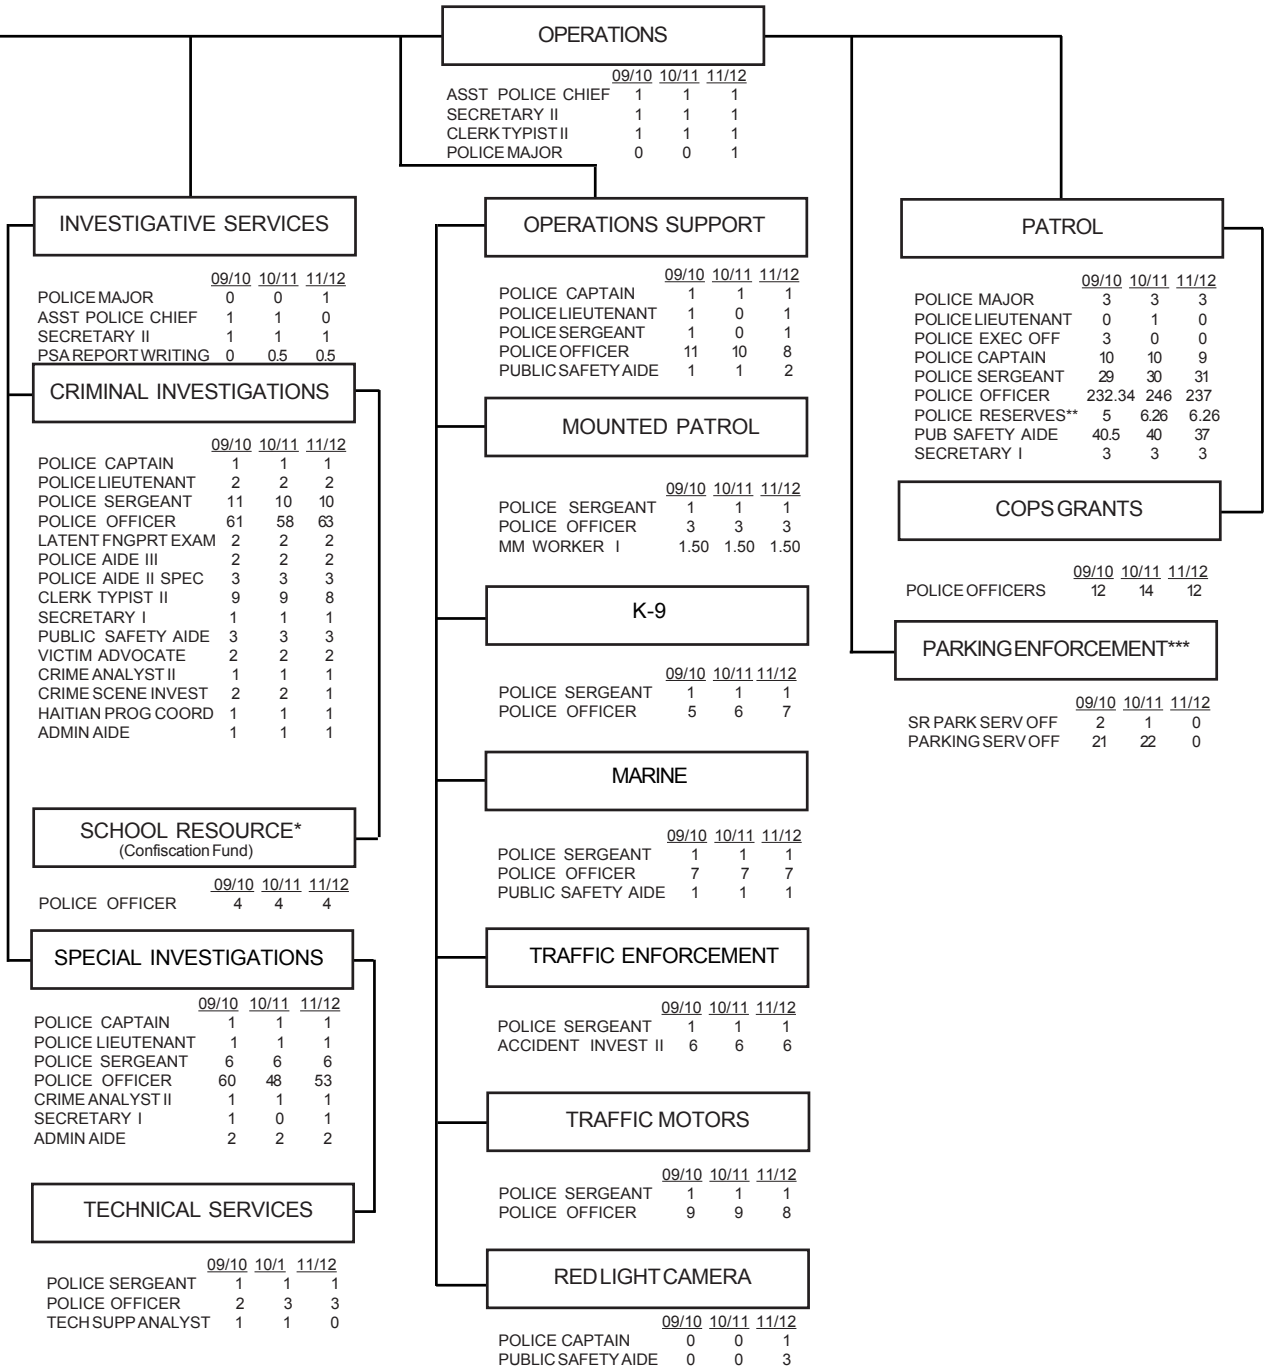 OPERATIONS
09/10 10/11 11/12
ASST POLICE CHIEF 1 1 1
SECRETARY II 1 1 1
CLERK TYPIST II 1 1 1
POLICE MAJOR 0 0 1
INVESTIGATIVE SERVICES
09/10 10/11 11/12
POLICE MAJOR 0 0 1
ASST POLICE CHIEF 1 1 0
SECRETARY II 1 1 1
PSA REPORT WRITING 0 0.5 0.5
CRIMINAL INVESTIGATIONS
09/10 10/11 11/12
POLICE CAPTAIN 1 1 1
POLICE LIEUTENANT 2 2 2
POLICE SERGEANT 11 10 10
POLICE OFFICER 61 58 63
LATENT FNGPRT EXAM 2 2 2
POLICE AIDE III 2 2 2
POLICE AIDE II SPEC 3 3 3
CLERK TYPIST II 9 9 8
SECRETARY I 1 1 1
PUBLIC SAFETY AIDE 3 3 3
VICTIM ADVOCATE 2 2 2
CRIME ANALYST II 1 1 1
CRIME SCENE INVEST 2 2 1
HAITIAN PROG COORD 1 1 1
ADMIN AIDE 1 1 1
SCHOOL RESOURCE*
(Confiscation Fund)
09/10 10/11 11/12
POLICE OFFICER 4 4 4
SPECIAL INVESTIGATIONS
09/10 10/11 11/12
POLICE CAPTAIN 1 1 1
POLICE LIEUTENANT 1 1 1
POLICE SERGEANT 6 6 6
POLICE OFFICER 60 48 53
CRIME ANALYST II 1 1 1
SECRETARY I 1 0 1
ADMIN AIDE 2 2 2
TECHNICAL SERVICES
09/10 10/1 11/12
POLICE SERGEANT 1 1 1
POLICE OFFICER 2 3 3
TECH SUPP ANALYST 1 1 0
OPERATIONS SUPPORT
09/10 10/11 11/12
POLICE CAPTAIN 1 1 1
POLICE LIEUTENANT 1 0 1
POLICE SERGEANT 1 0 1
POLICE OFFICER 11 10 8
PUBLIC SAFETY AIDE 1 1 2
MOUNTED PATROL
09/10 10/11 11/12
POLICE SERGEANT 1 1 1
POLICE OFFICER 3 3 3
MM WORKER I 1.50 1.50 1.50
K-9
09/10 10/11 11/12
POLICE SERGEANT 1 1 1
POLICE OFFICER 5 6 7
MARINE
09/10 10/11 11/12
POLICE SERGEANT 1 1 1
POLICE OFFICER 7 7 7
PUBLIC SAFETY AIDE 1 1 1
TRAFFIC ENFORCEMENT
09/10 10/11 11/12
POLICE SERGEANT 1 1 1
ACCIDENT INVEST II 6 6 6
TRAFFIC MOTORS
09/10 10/11 11/12
POLICE SERGEANT 1 1 1
POLICE OFFICER 9 9 8
RED LIGHT CAMERA
09/10 10/11 11/12
POLICE CAPTAIN 0 0 1
PUBLIC SAFETY AIDE 0 0 3
PATROL
09/10 10/11 11/12
POLICE MAJOR 3 3 3
POLICE LIEUTENANT 0 1 0
POLICE EXEC OFF 3 0 0
POLICE CAPTAIN 10 10 9
POLICE SERGEANT 29 30 31
POLICE OFFICER 232.34 246 237
POLICE RESERVES** 5 6.26 6.26
PUB SAFETY AIDE 40.5 40 37
SECRETARY I 3 3 3
COPS GRANTS
09/10 10/11 11/12
POLICE OFFICERS 12 14 12
PARKING ENFORCEMENT***
09/10 10/11 11/12
SR PARK SERV OFF 2 1 0
PARKING SERV OFF 21 22 0